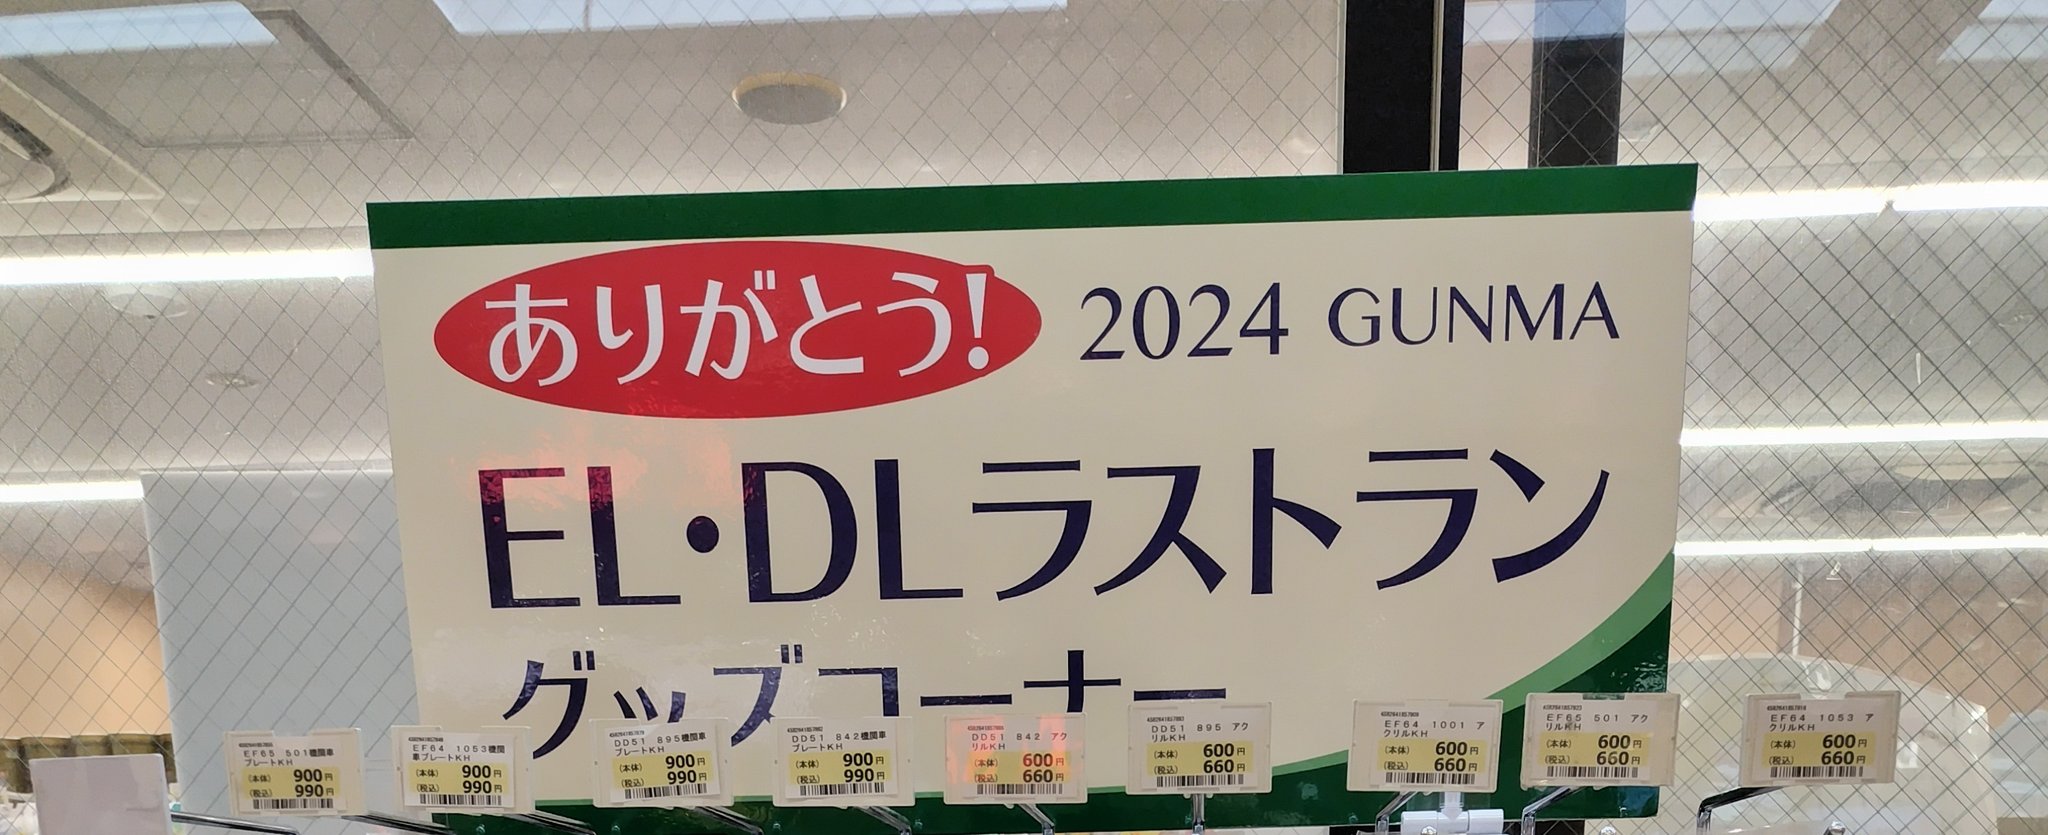 ありがとう!
2024 GUNMA
EL・DLラストラン
グッズコーナー
EF65 501機関車
プレートKH
(本体) 900円
(税込) 990円
EF64 1053機関
車プレートKH
(本体) 900円
(税込) 990円
DD51 895機関車
プレートKH
(本体) 900円
(税込) 990円
DD51 842機関車
プレートKH
(本体) 900円
(税込) 990円
DD51 842 アク
リルKH
(本体) 600円
(税込) 660円
DD51 895 アク
リルKH
(本体) 600円
(税込) 660円
EF64 1001 ア
クリルKH
(本体) 600円
(税込) 660円
EF65 501 アク
リルKH
(本体) 600円
(税込) 660円
EF64 1053 ア
クリルKH
(本体) 600円
(税込) 660円